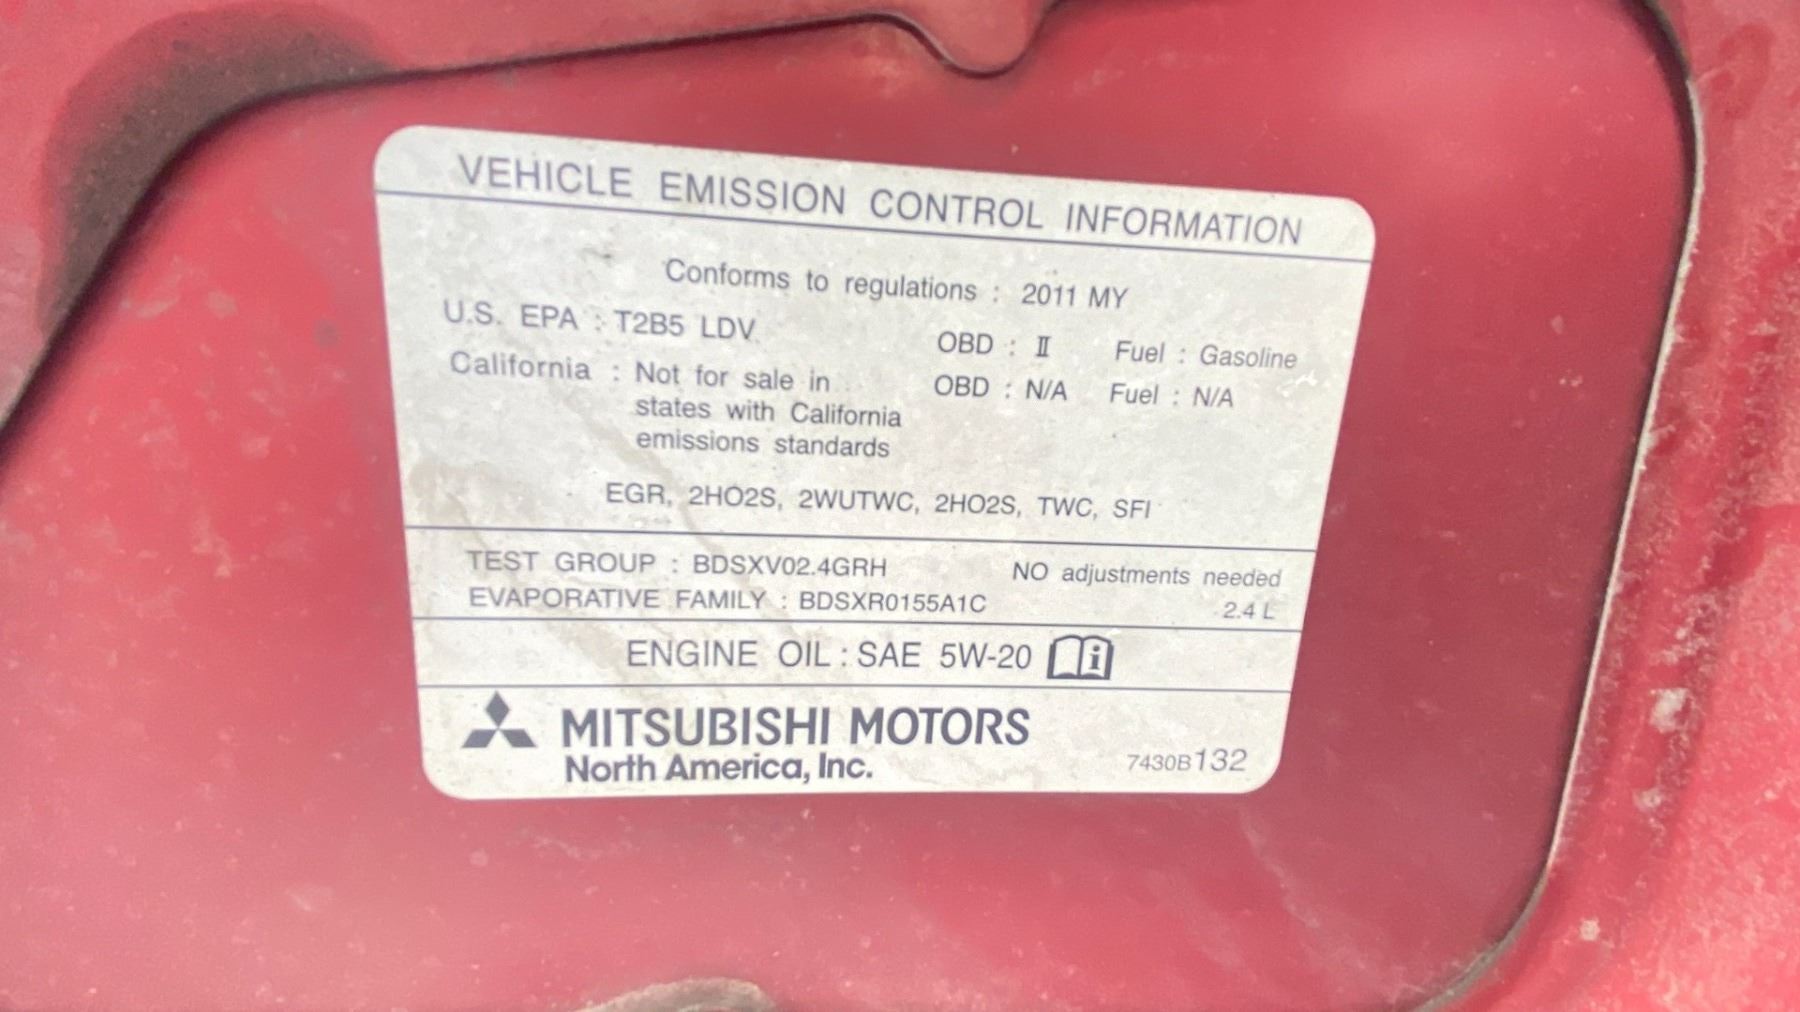 VEHICLE EMISSION CONTROL INFORMATION
Conforms to regulations : 2011 MY
U.S. EPA : T2B5 LDV OBD : II Fuel : Gasoline
California : Not for sale in OBD : N/A Fuel : N/A
states with California
emissions standards
EGR, 2HO2S, 2WUTWC, 2HO2S, TWC, SFI
TEST GROUP : BDSXV02.4GRH NO adjustments needed
EVAPORATIVE FAMILY : BDSXR0155A1C 2.4 L
ENGINE OIL : SAE 5W-20 i
MITSUBISHI MOTORS
North America, Inc. 7430B132